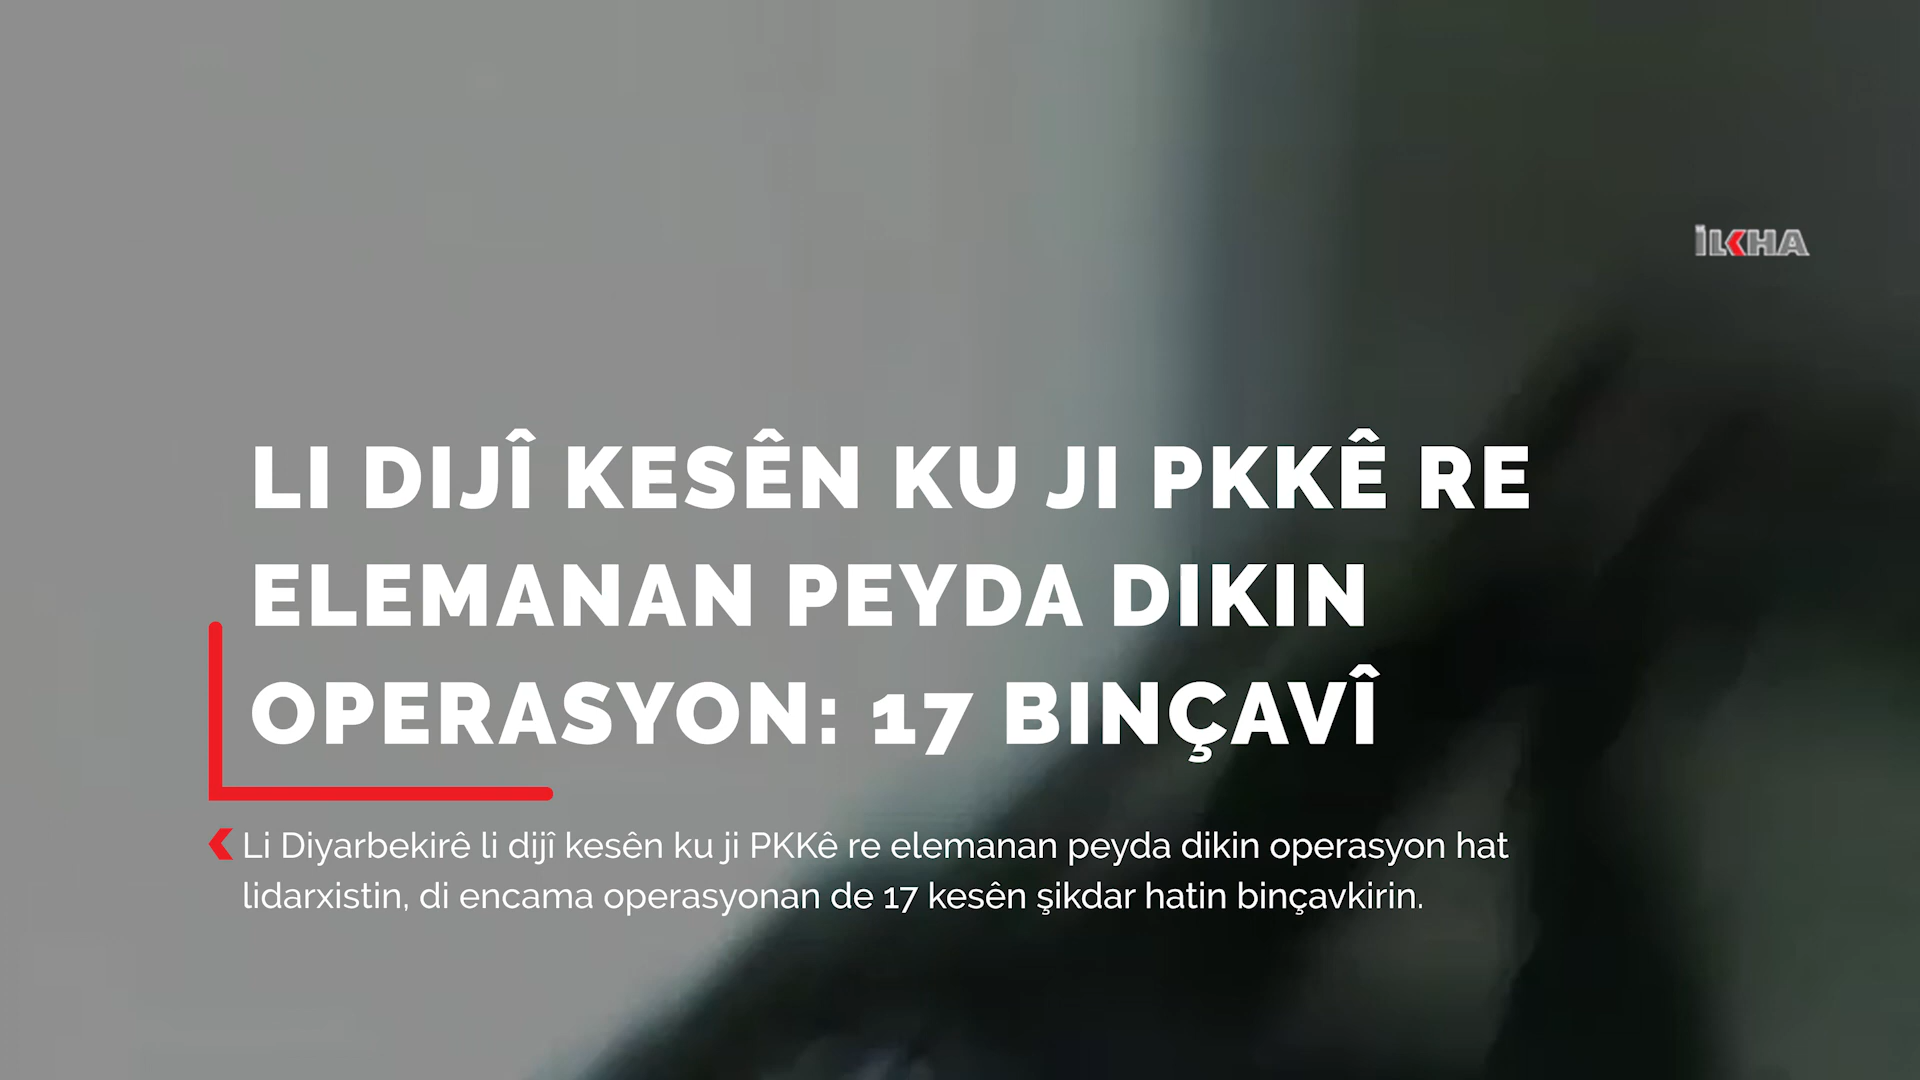 İLKHA
LI DIJÎ KESÊN KU JI PKKÊ RE
ELEMANAN PEYDA DIKIN
OPERASYON: 17 BINÇAVÎ
Li Diyarbekirê li dijî kesên ku ji PKKê re elemanan peyda dikin operasyon hat
lidarxistin, di encama operasyonan de 17 kesên şikdar hatin binçavkirin.